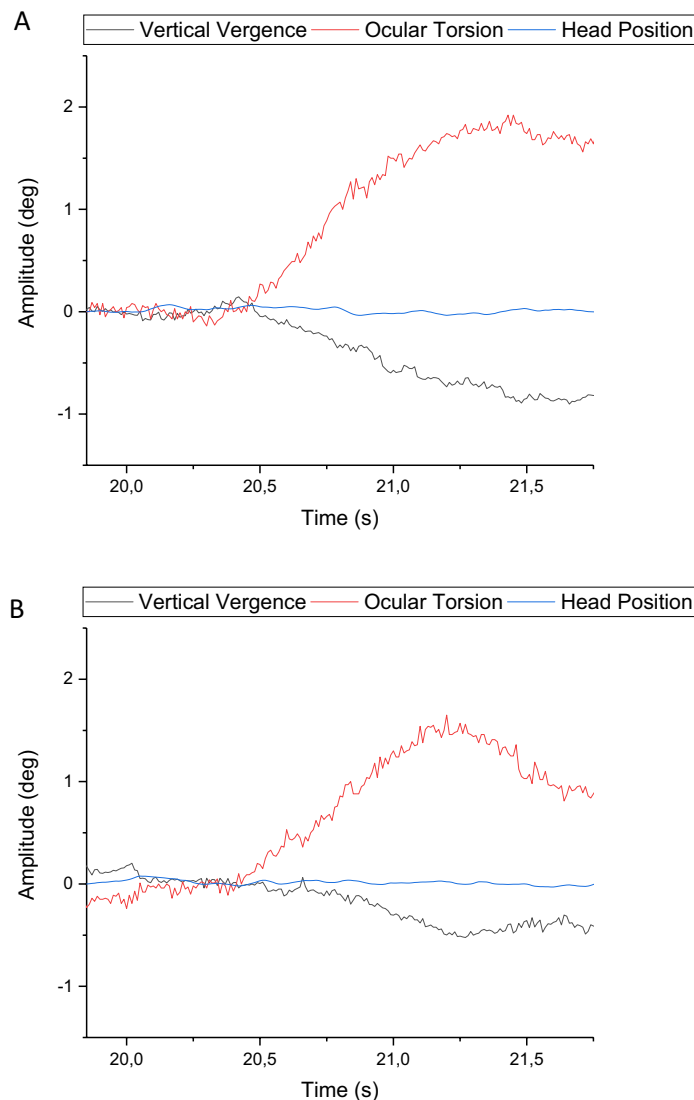 A
Vertical Vergence Ocular Torsion Head Position
2
1
0
-1
Amplitude (deg)
20,0 20,5 21,0 21,5
Time (s)
B
Vertical Vergence Ocular Torsion Head Position
2
1
0
-1
Amplitude (deg)
20,0 20,5 21,0 21,5
Time (s)